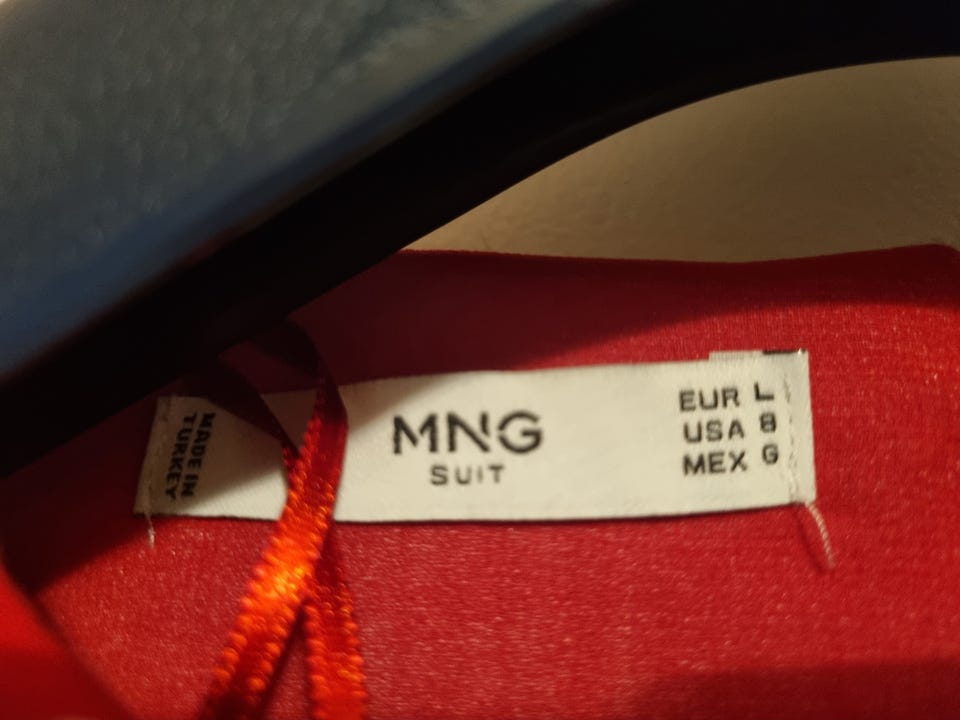 MADE IN
TURKEY
MNG
SUIT
EUR L
USA 8
MEX G